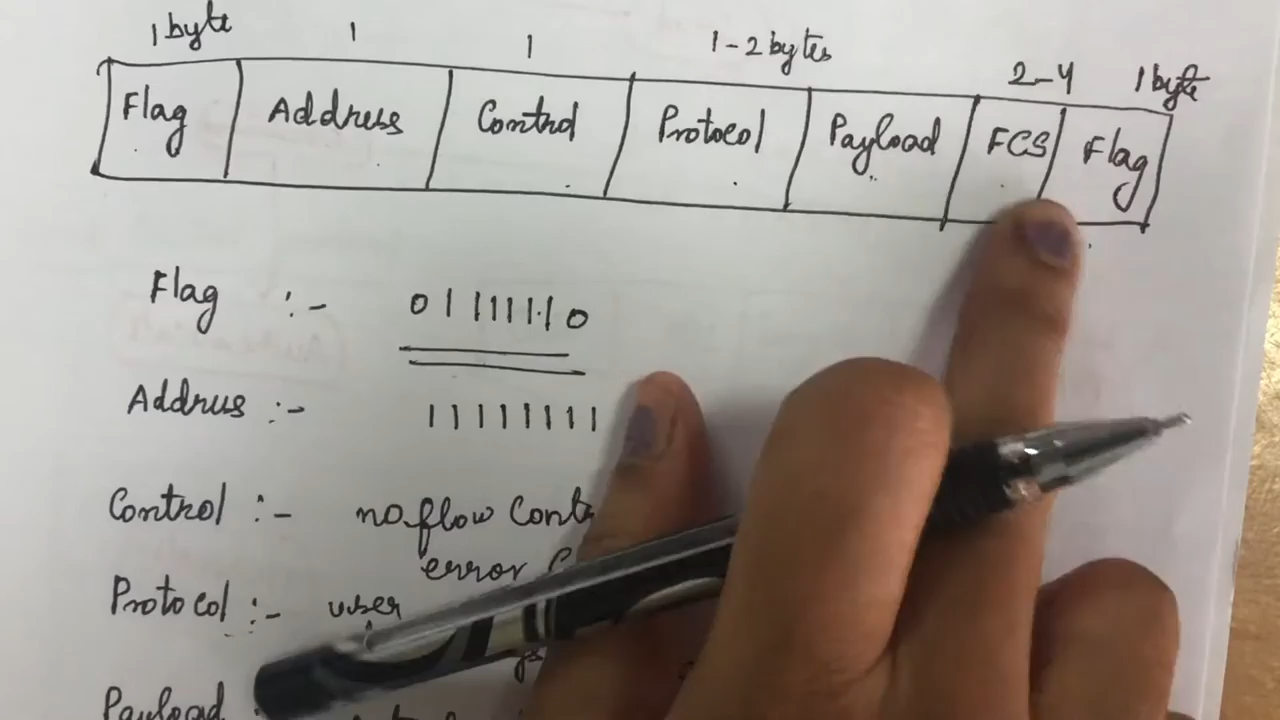 1 byte 1 1 1-2 bytes 2-4 1 byte
Flag Address Control Protocol Payload FCS Flag
Flag :- 01111110
Address :- 11111111
Control :- no flow
error
Protocol :- user
Payload